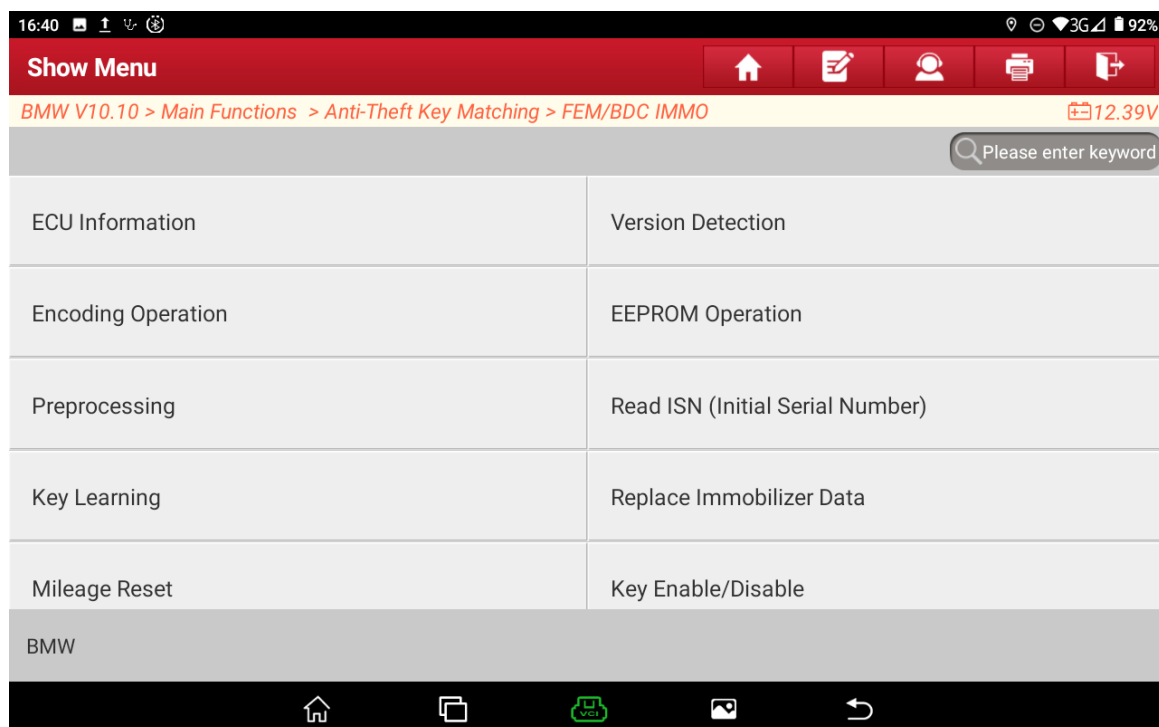 16:40 3G 92%
Show Menu
BMW V10.10 > Main Functions > Anti-Theft Key Matching > FEM/BDC IMMO 12.39V
Please enter keyword
ECU Information Version Detection
Encoding Operation EEPROM Operation
Preprocessing Read ISN (Initial Serial Number)
Key Learning Replace Immobilizer Data
Mileage Reset Key Enable/Disable
BMW
VCI